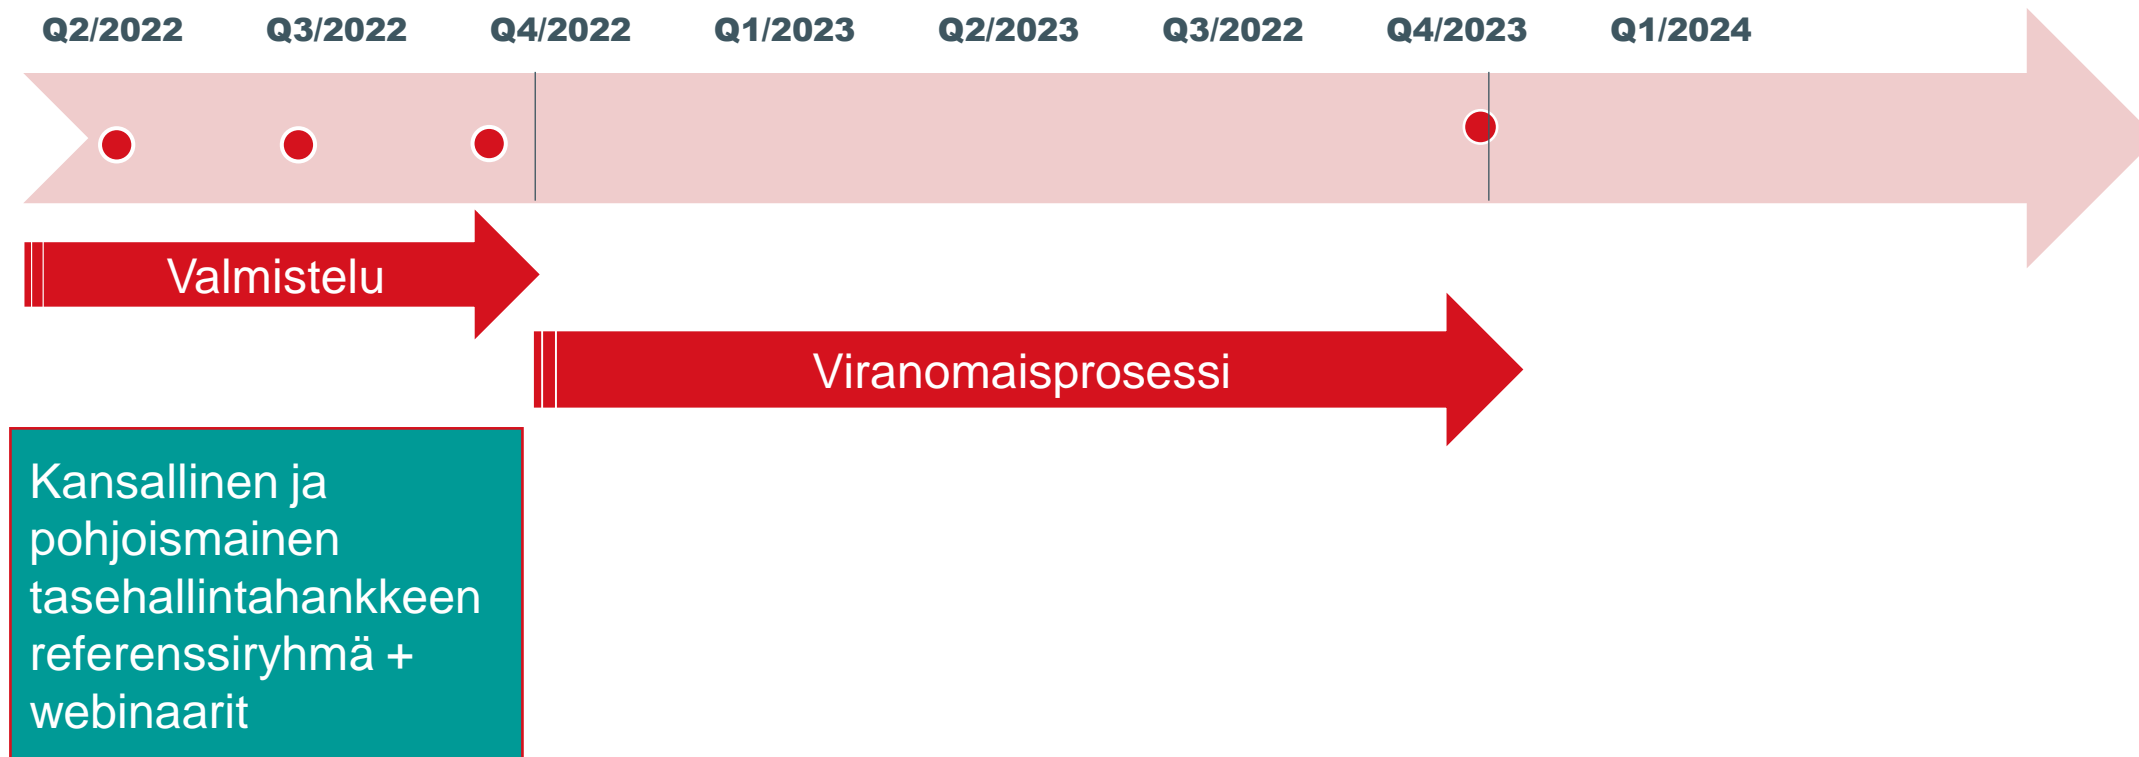 Q2/2022 Q3/2022 Q4/2022 Q1/2023 Q2/2023 Q3/2022 Q4/2023 Q1/2024
Valmistelu
Viranomaisprosessi
Kansallinen ja
pohjoismainen
tasehallintahankkeen
referenssiryhmä +
webinaarit